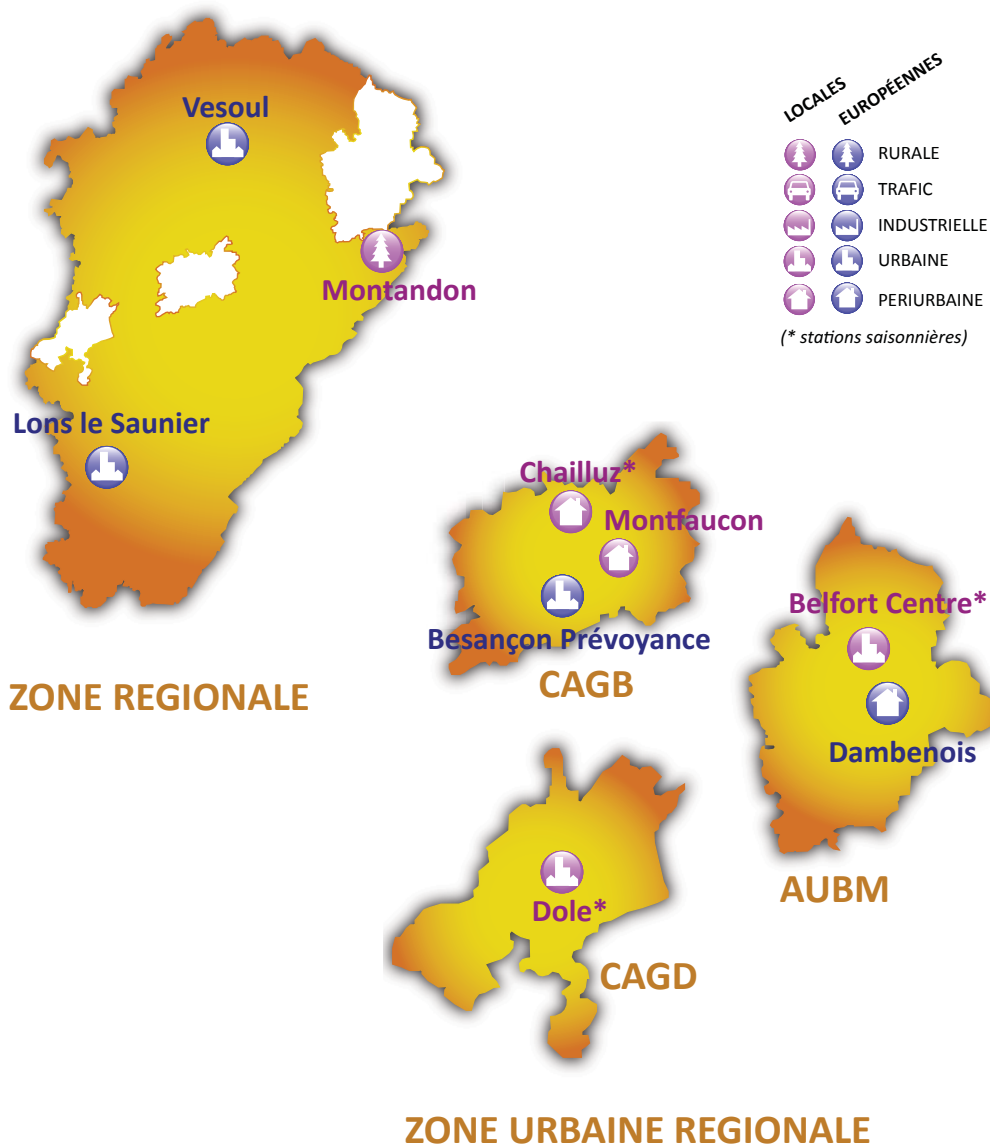 Vesoul
Montandon
Lons le Saunier
ZONE REGIONALE
LOCALES
EUROPÉENNES
RURALE
TRAFIC
INDUSTRIELLE
URBAINE
PERIURBAINE
(* stations saisonnières)
Chailluz*
Montfaucon
Besançon Prévoyance
CAGB
Belfort Centre*
Dambenois
AUBM
Dole*
CAGD
ZONE URBAINE REGIONALE